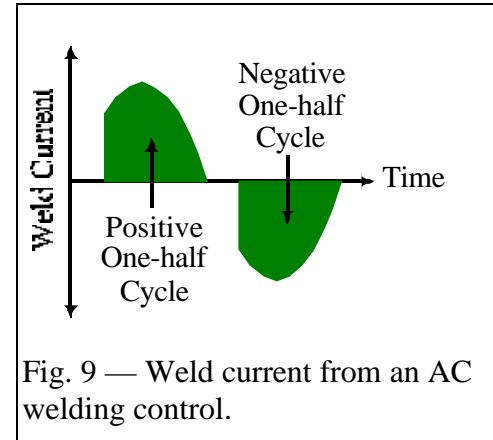 Weld Current
Negative
One-half
Cycle
Time
Positive
One-half
Cycle
Fig. 9 — Weld current from an AC
welding control.